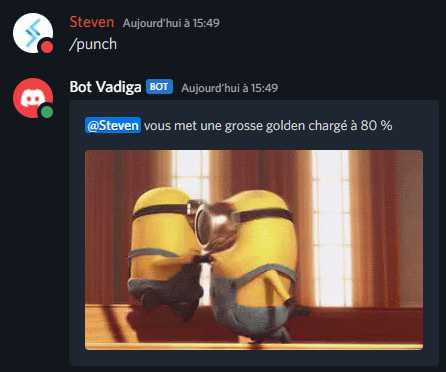 Steven Aujourd'hui à 15:49
/punch
Bot Vadiga BOT Aujourd'hui à 15:49
@Steven vous met une grosse golden chargé à 80 %